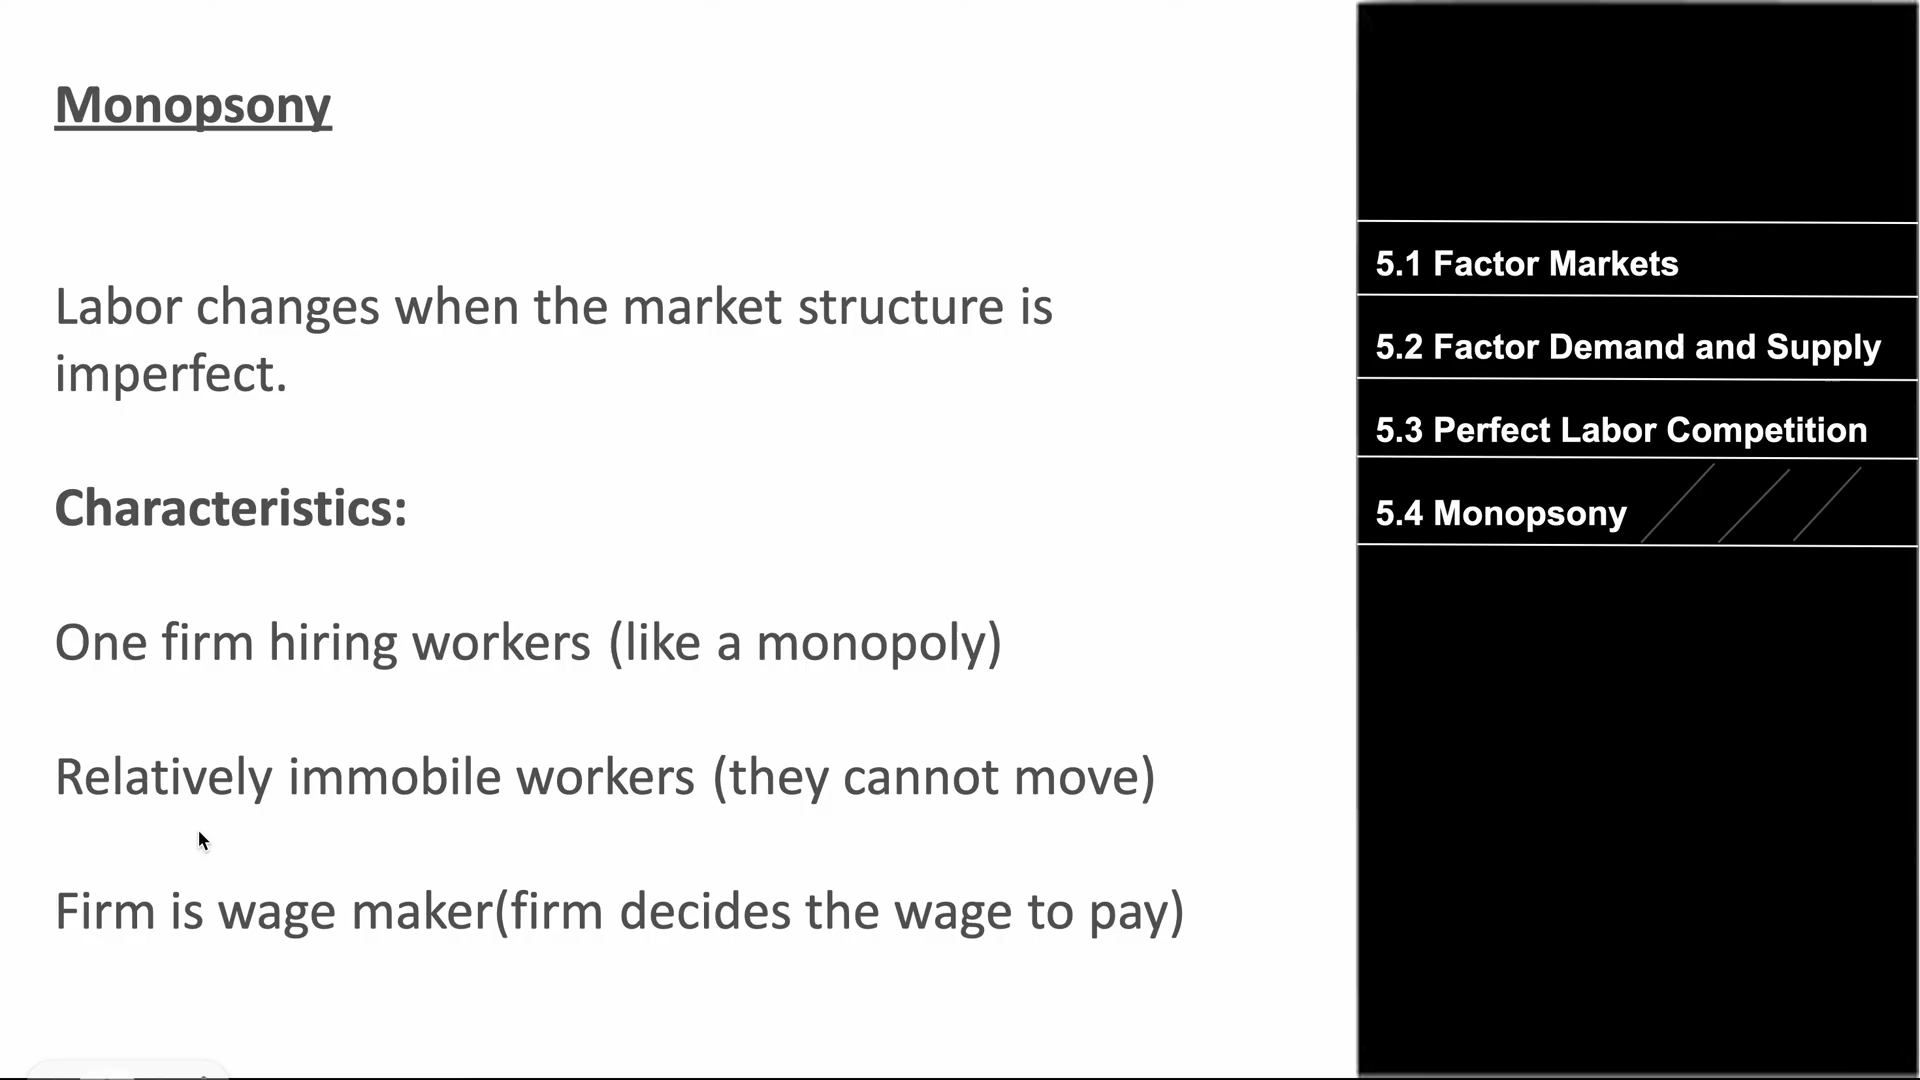 Monopsony
Labor changes when the market structure is
imperfect.
Characteristics:
One firm hiring workers (like a monopoly)
Relatively immobile workers (they cannot move)
Firm is wage maker(firm decides the wage to pay)
5.1 Factor Markets
5.2 Factor Demand and Supply
5.3 Perfect Labor Competition
5.4 Monopsony